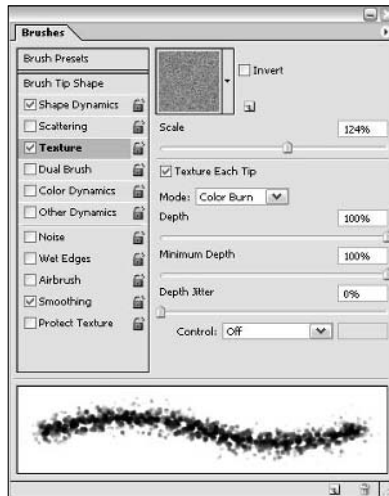 Brushes
Brush Presets
Brush Tip Shape
Shape Dynamics
Scattering
Texture
Dual Brush
Color Dynamics
Other Dynamics
Noise
Wet Edges
Airbrush
Smoothing
Protect Texture
Invert
Scale 124%
Texture Each Tip
Mode: Color Burn
Depth 100%
Minimum Depth 100%
Depth Jitter 0%
Control: Off